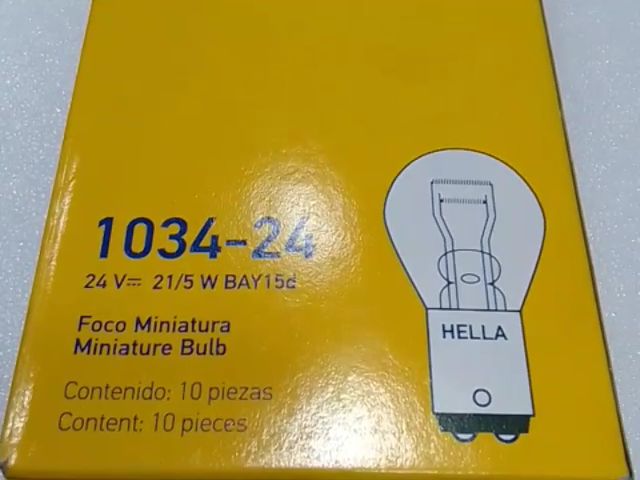 1034-24
24 V⎓ 21/5 W BAY15d
Foco Miniatura
Miniature Bulb
Contenido: 10 piezas
Content: 10 pieces
HELLA